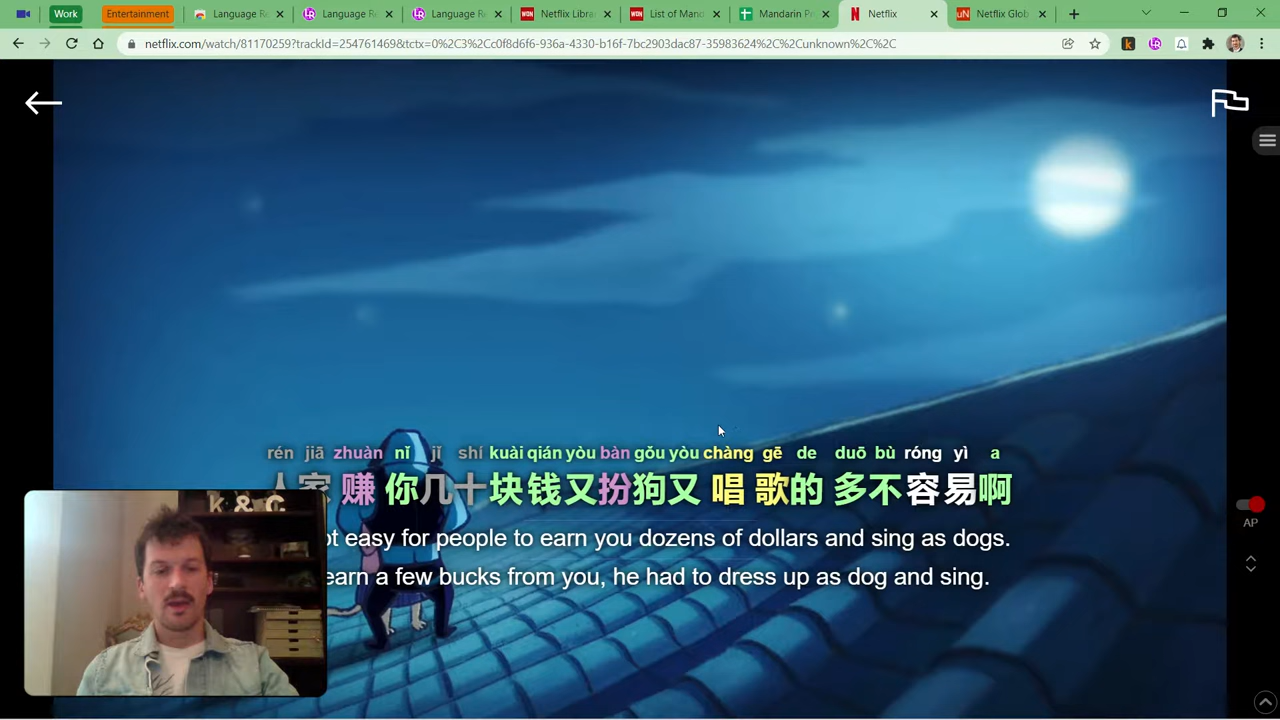 Work
Entertainment
Language Re
Language Re
Language Re
Netflix Libra
List of Mand
Mandarin P
Netflix
Netflix Glob
netflix.com/watch/81170259?trackId=254761469&tctx=0%2C3%2Cc0f8d6f6-936a-4330-b16f-7bc2903dac87-35983624%2C%2Cunknown%2C%2C
rén jiā zhuàn nǐ jǐ shí kuài qián yòu bàn gǒu yòu chàng gē de duō bù róng yì a
人家赚你几十块钱又扮狗又唱歌的多不容易啊
easy for people to earn you dozens of dollars and sing as dogs.
earn a few bucks from you, he had to dress up as dog and sing.
k & G
AP